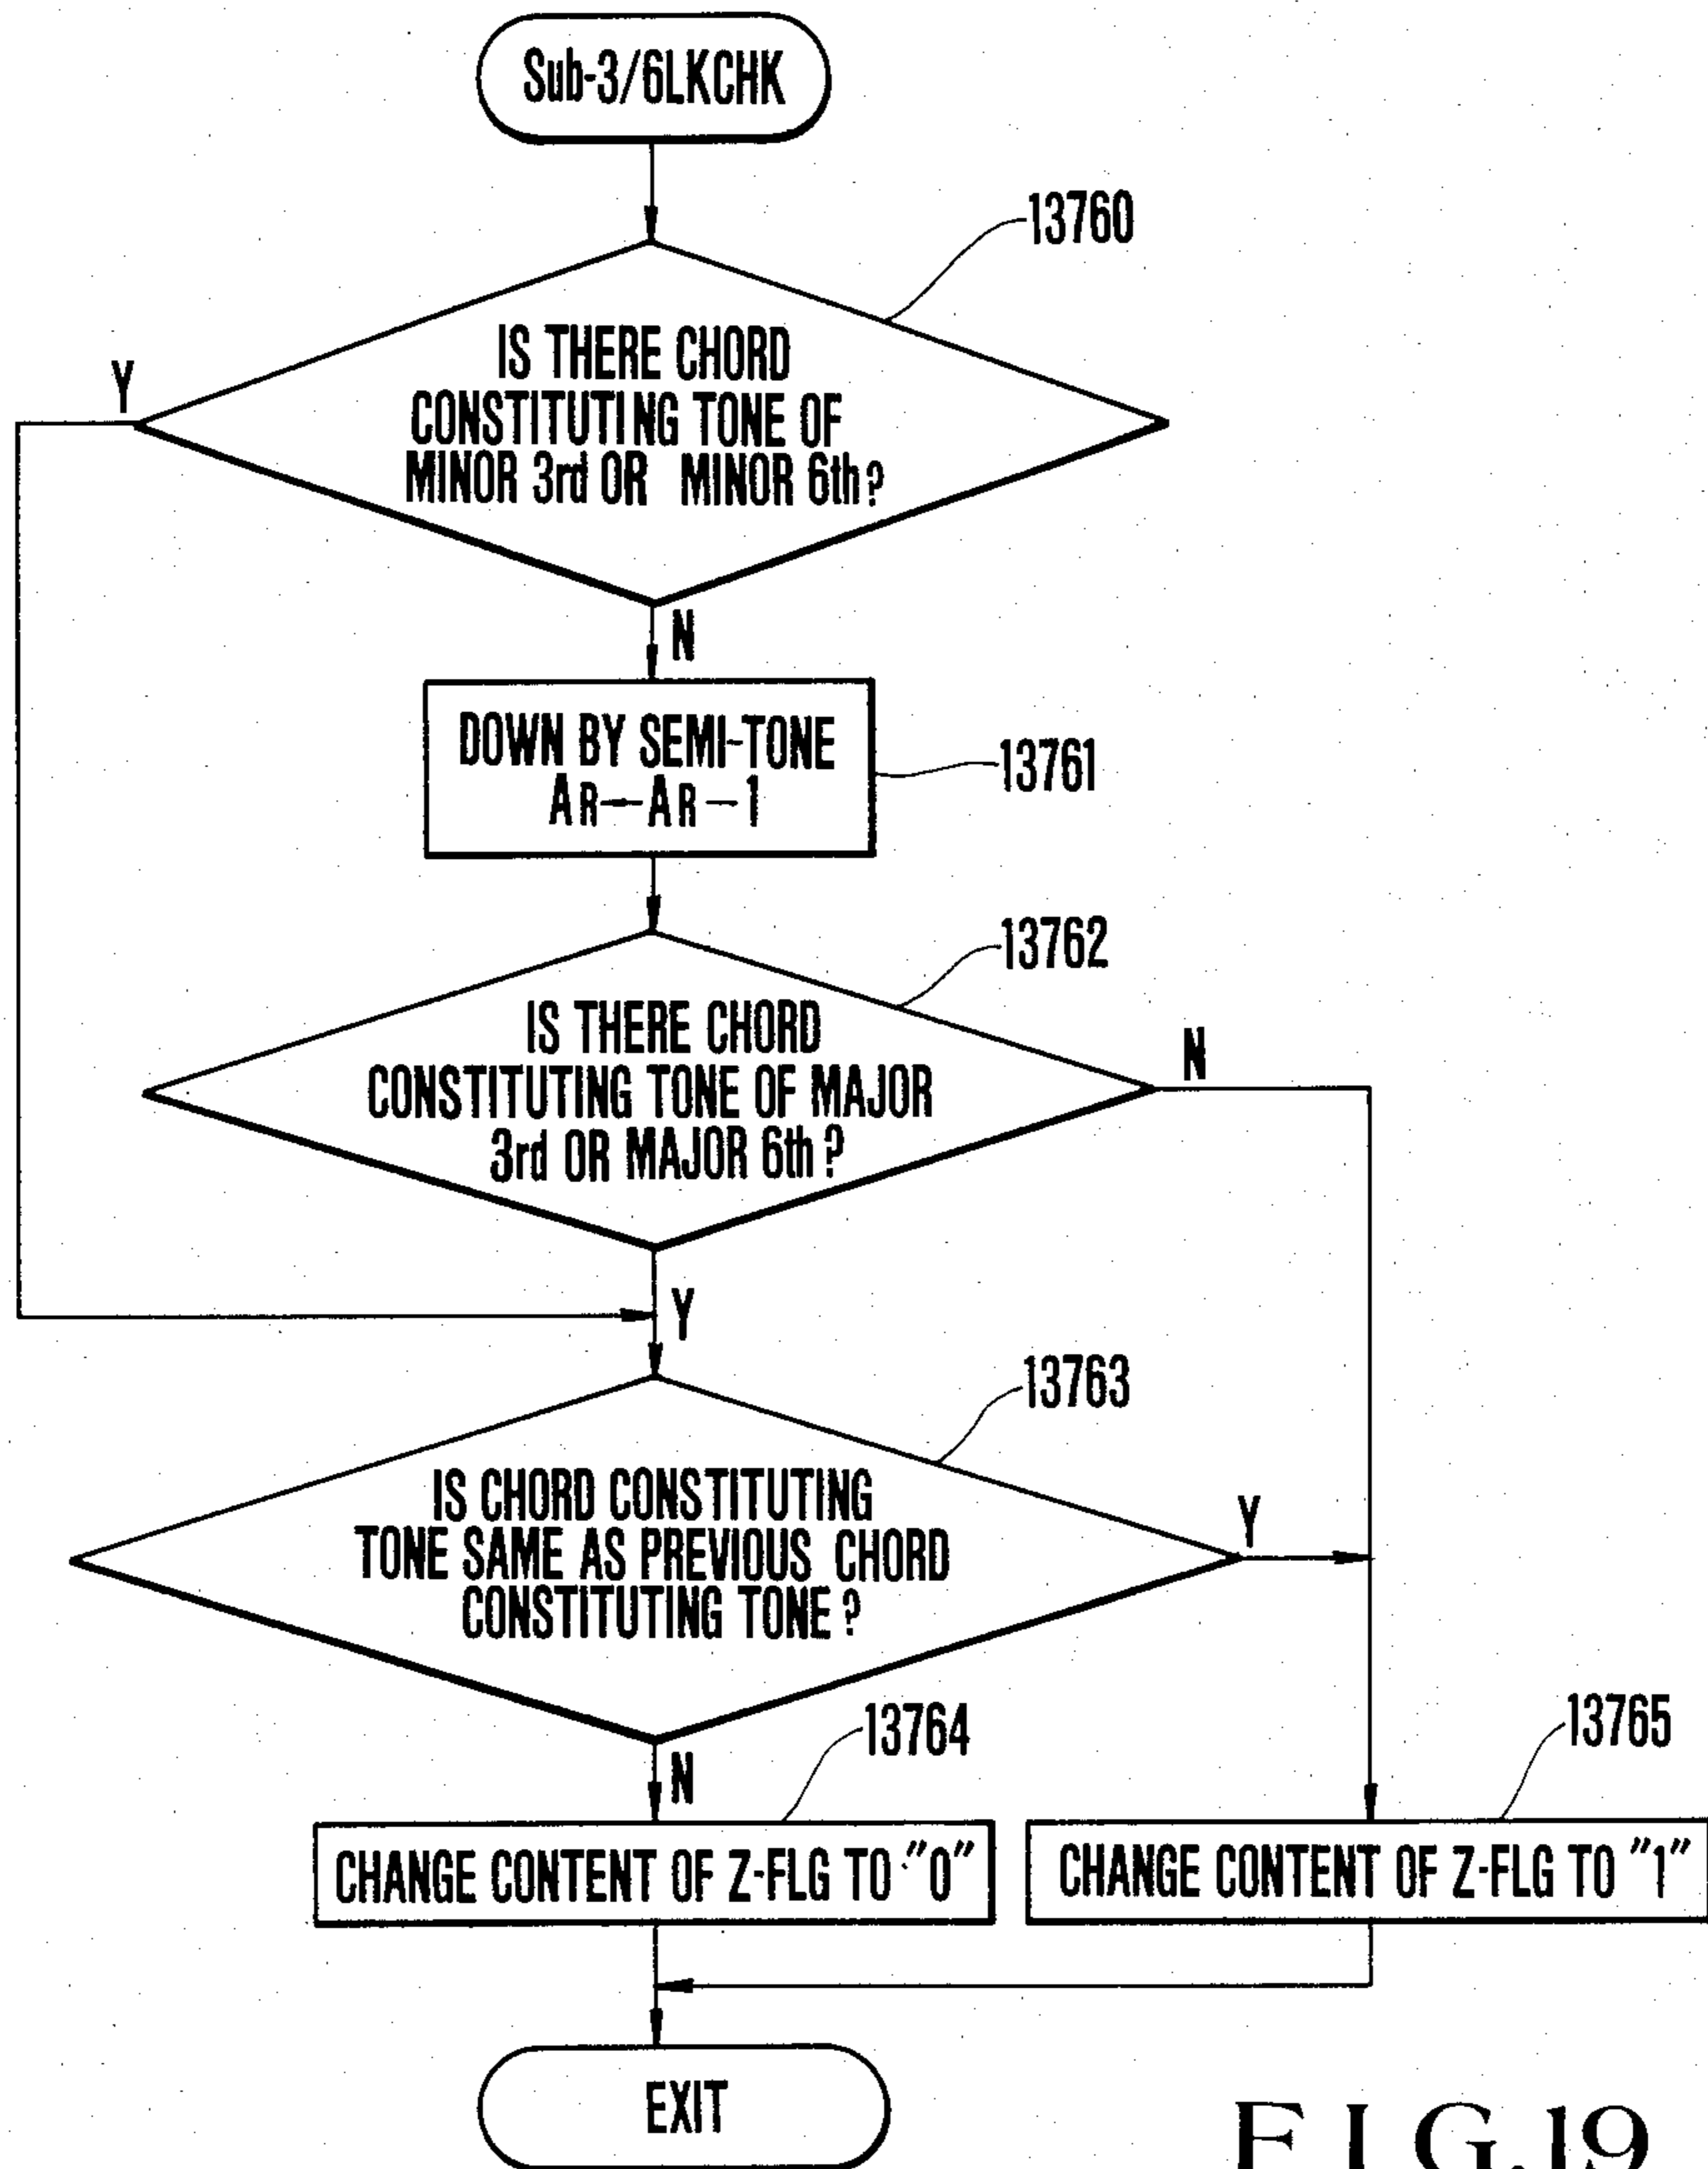 Sub-3/6LKCHK
13760
IS THERE CHORD
CONSTITUTING TONE OF
MINOR 3rd OR MINOR 6th?
Y
N
DOWN BY SEMI-TONE
AR←AR-1
13761
13762
IS THERE CHORD
CONSTITUTING TONE OF MAJOR
3rd OR MAJOR 6th?
N
Y
13763
IS CHORD CONSTITUTING
TONE SAME AS PREVIOUS CHORD
CONSTITUTING TONE?
Y
N
13764
13765
CHANGE CONTENT OF Z-FLG TO "0"
CHANGE CONTENT OF Z-FLG TO "1"
EXIT
FIG.19